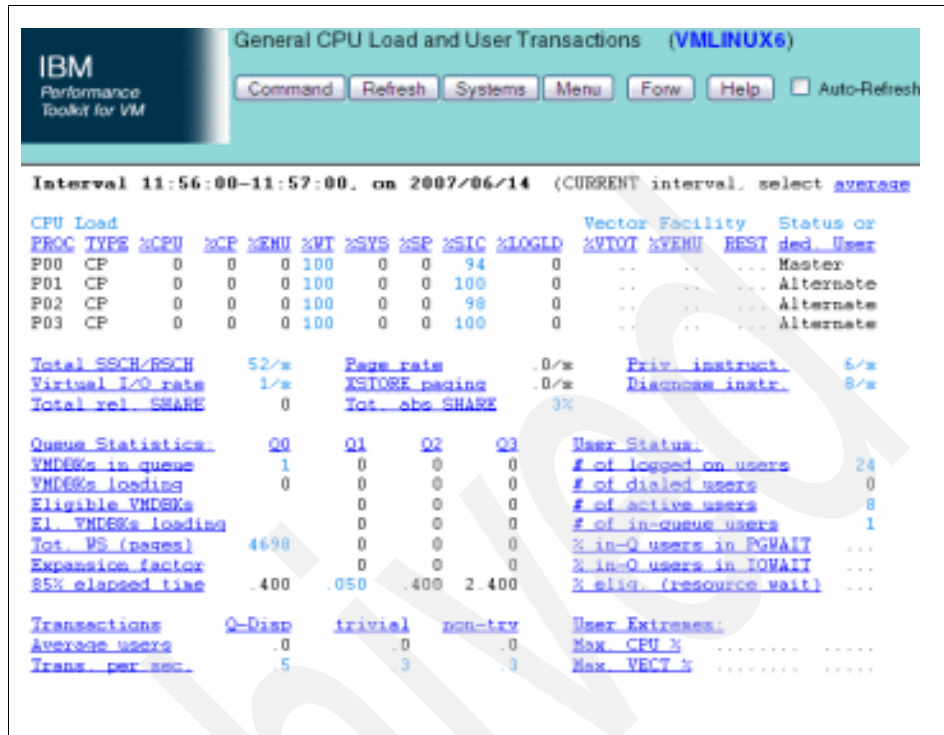 General CPU Load and User Transactions (VMLINUX6)
IBM
Performance
Toolkit for VM
Command Refresh Systems Menu Forw Help Auto-Refresh
Interval 11:56:00-11:57:00, on 2007/06/14 (CURRENT interval, select average
CPU Load Vector Facility Status or
PROC TYPE %CPU %CP %EMU %WT %SYS %SP %SIC %LOGLD %VTOT %VEMU REST ded. User
P00 CP 0 0 0 100 0 0 94 0 .. .. ... Master
P01 CP 0 0 0 100 0 0 100 0 .. .. ... Alternate
P02 CP 0 0 0 100 0 0 98 0 .. .. ... Alternate
P03 CP 0 0 0 100 0 0 100 0 .. .. ... Alternate
Total SSCH/RSCH 52/s Page rate .0/s Priv. instruct. 6/s
Virtual I/O rate 1/s XSTORE paging .0/s Diagnose instr. 8/s
Total rel. SHARE 0 Tot. abs SHARE 3%
Queue Statistics: Q0 Q1 Q2 Q3 User Status:
VMDBKs in queue 1 0 0 0 # of logged on users 24
VMDBKs loading 0 0 0 0 # of dialed users 0
Eligible VMDBKs 0 0 0 # of active users 8
El. VMDBKs loading 0 0 0 # of in-queue users 1
Tot. WS (pages) 4698 0 0 0 % in-Q users in PGWAIT ...
Expansion factor 0 0 0 % in-Q users in IOWAIT ...
85% elapsed time .400 .050 .400 2.400 % elig. (resource wait) ...
Transactions Q-Disp trivial non-trv User Extremes:
Average users .0 .0 .0 Max. CPU % ........ .....
Trans. per sec. .5 .3 .3 Max. VECT % ........ .....